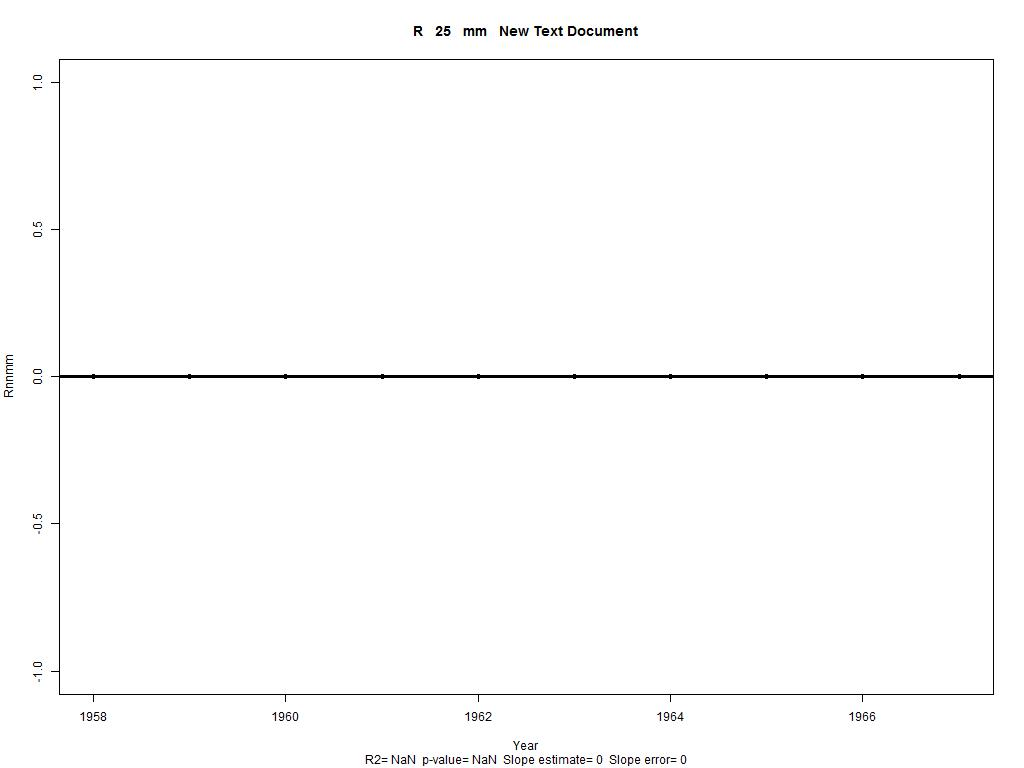 R 25 mm New Text Document
1.0
0.5
0.0
-0.5
-1.0
Rnnmm
1958 1960 1962 1964 1966
Year
R2= NaN p-value= NaN Slope estimate= 0 Slope error= 0